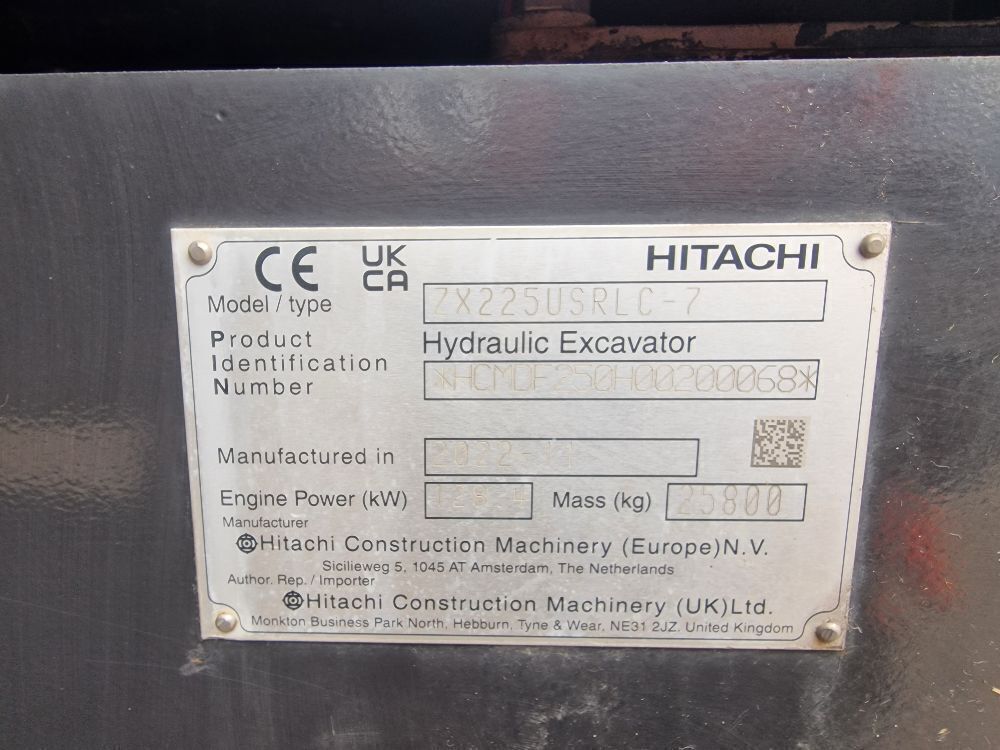 CE UK CA HITACHI
Model / type ZX225USRLC-7
Product Hydraulic Excavator
Identification
Number *HCMDF250H00200068*
Manufactured in 2022-11
Engine Power (kW) Mass (kg) 25800
Manufacturer
Hitachi Construction Machinery (Europe) N.V.
Sicilieweg 5, 1045 AT Amsterdam, The Netherlands
Author. Rep. / Importer
Hitachi Construction Machinery (UK) Ltd.
Monkton Business Park North, Hebburn, Tyne & Wear. NE31 2JZ. United Kingdom